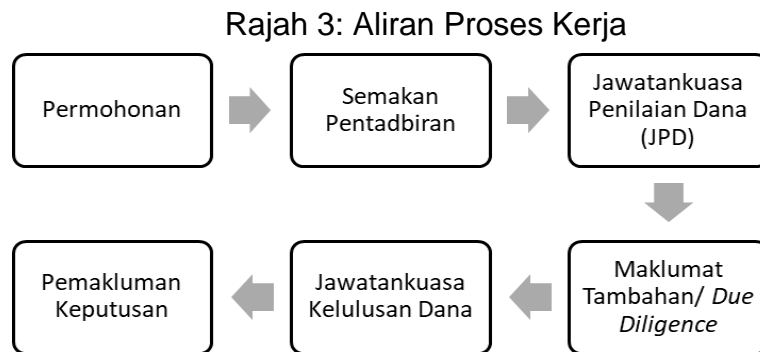 Rajah 3: Aliran Proses Kerja
Permohonan
Semakan
Pentadbiran
Jawatankuasa
Penilaian Dana
(JPD)
Maklumat
Tambahan/ Due
Diligence
Jawatankuasa
Kelulusan Dana
Pemakluman
Keputusan